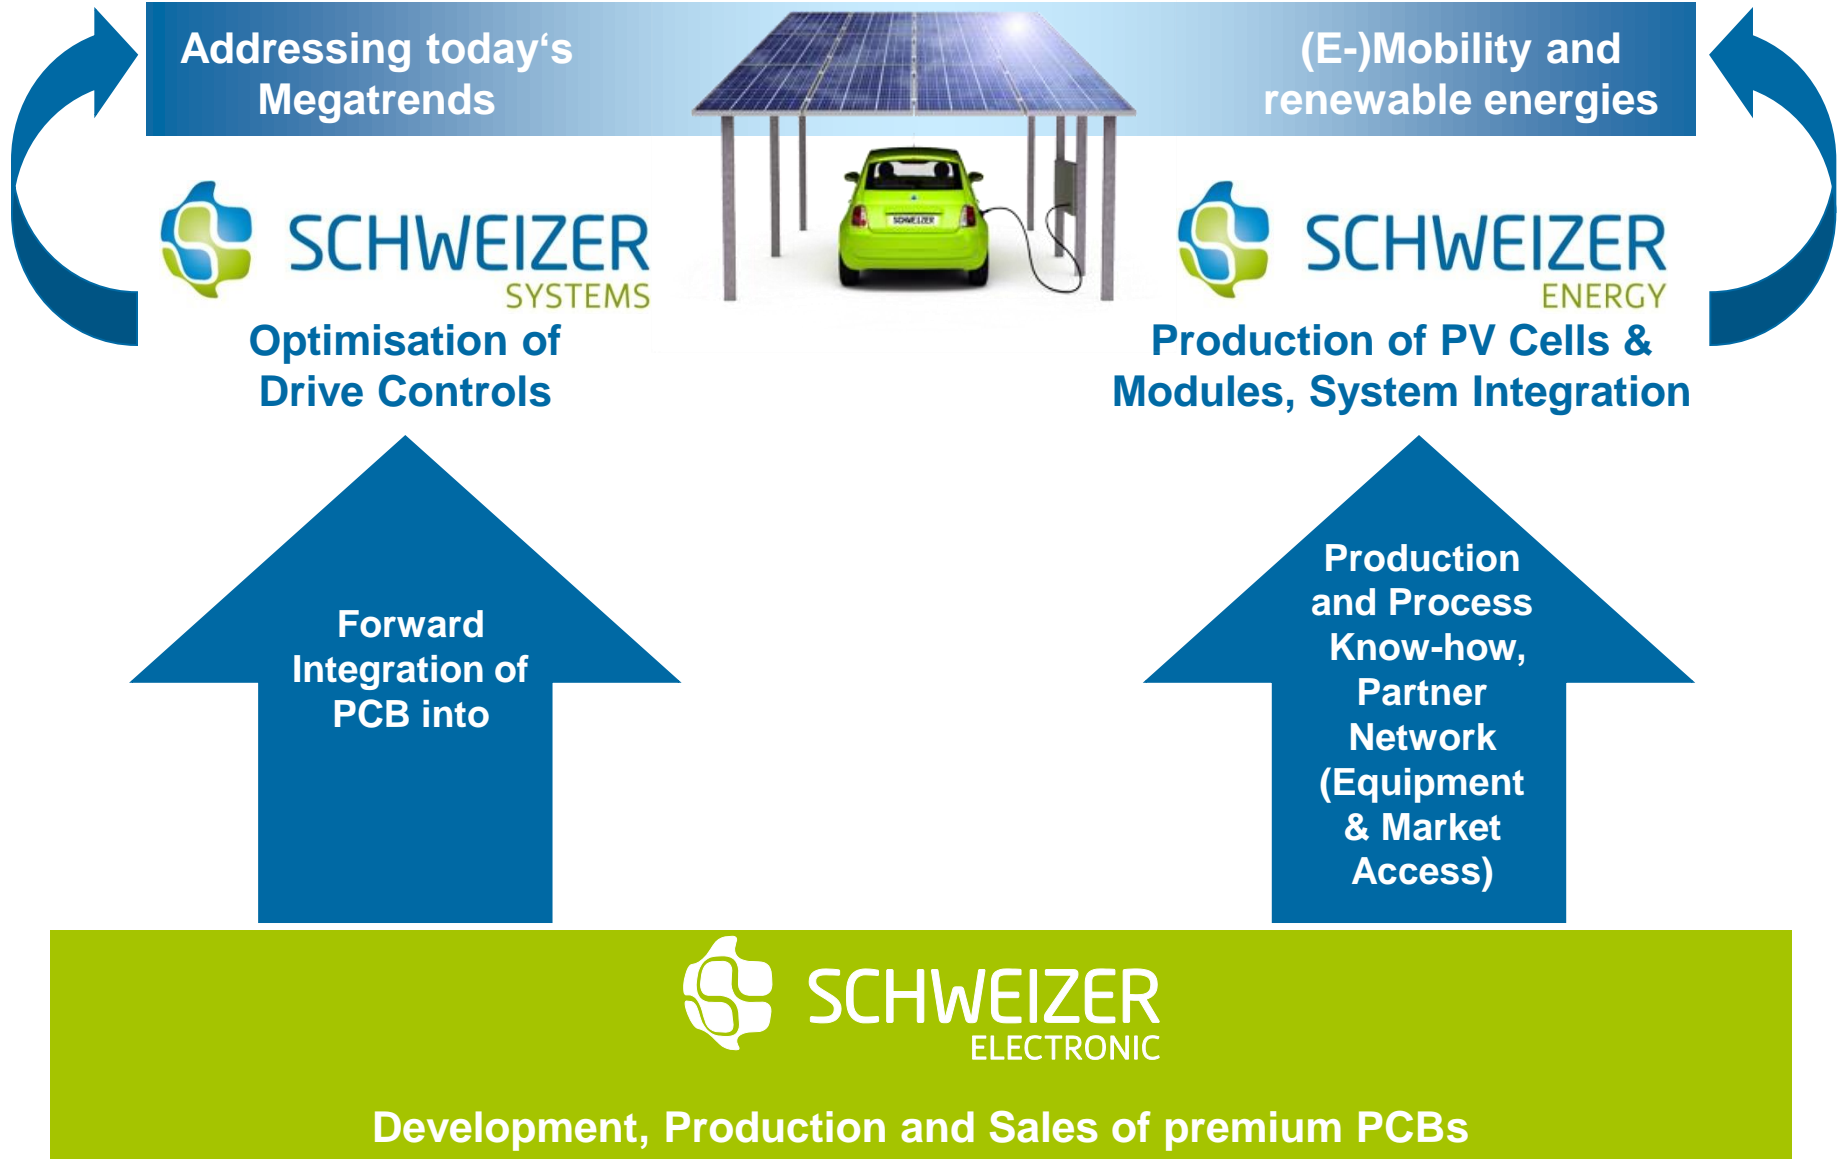 Addressing today‘s
Megatrends
(E-)Mobility and
renewable energies
SCHWEIZER
SCHWEIZER
SYSTEMS
SCHWEIZER
ENERGY
Optimisation of
Drive Controls
Production of PV Cells &
Modules, System Integration
Forward
Integration of
PCB into
Production
and Process
Know-how,
Partner
Network
(Equipment
& Market
Access)
SCHWEIZER
ELECTRONIC
Development, Production and Sales of premium PCBs